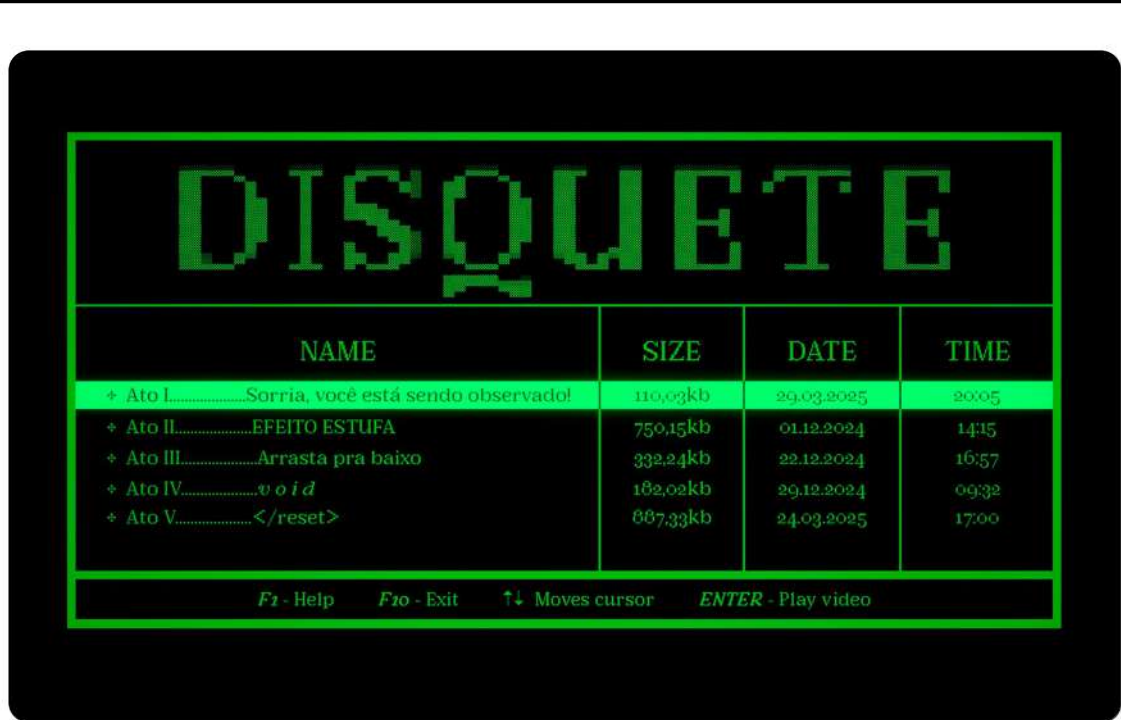 DISQUETE
NAME SIZE DATE TIME
÷ Ato I...................Sorria, você está sendo observado! 110,03kb 29.03.2025 20:05
÷ Ato II...................EFEITO ESTUFA 750,15kb 01.12.2024 14:15
÷ Ato III...................Arrasta pra baixo 332,24kb 22.12.2024 16:57
÷ Ato IV...................v o i d 182,02kb 29.12.2024 09:32
÷ Ato V...................</reset> 887,33kb 24.03.2025 17:00
F1 - Help F10 - Exit ↑↓ Moves cursor ENTER - Play video